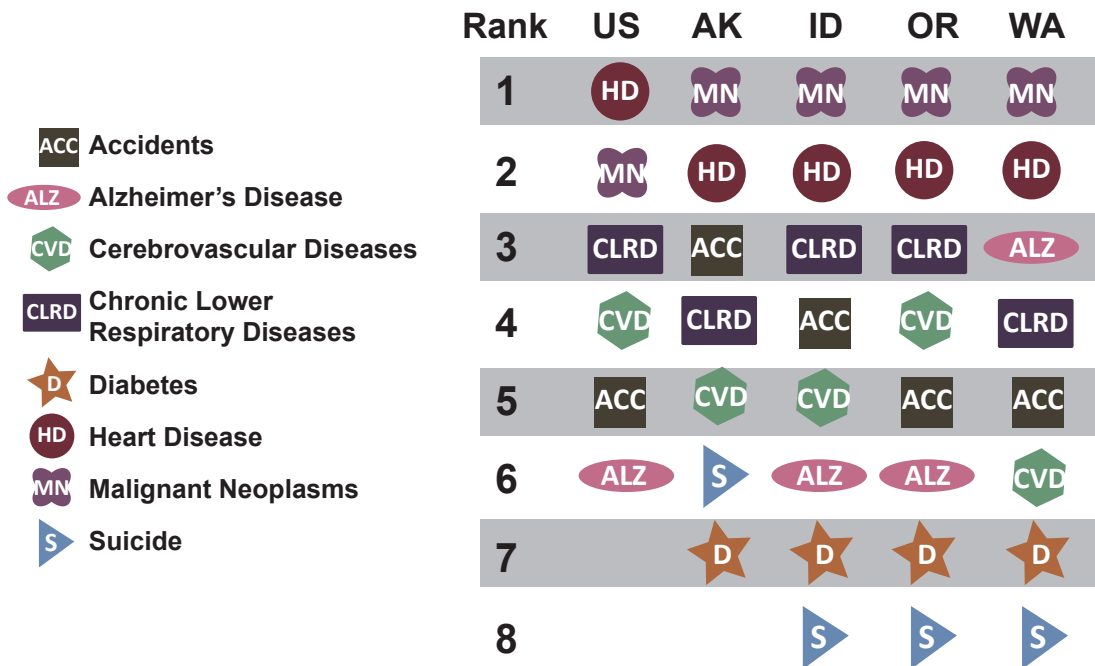 Rank US AK ID OR WA
1 HD MN MN MN MN
2 MN HD HD HD HD
3 CLRD ACC CLRD CLRD ALZ
4 CVD CLRD ACC CVD CLRD
5 ACC CVD CVD ACC ACC
6 ALZ S ALZ ALZ CVD
7 D D D D
8 S S S
ACC Accidents
ALZ Alzheimer’s Disease
CVD Cerebrovascular Diseases
CLRD Chronic Lower
Respiratory Diseases
D Diabetes
HD Heart Disease
MN Malignant Neoplasms
S Suicide